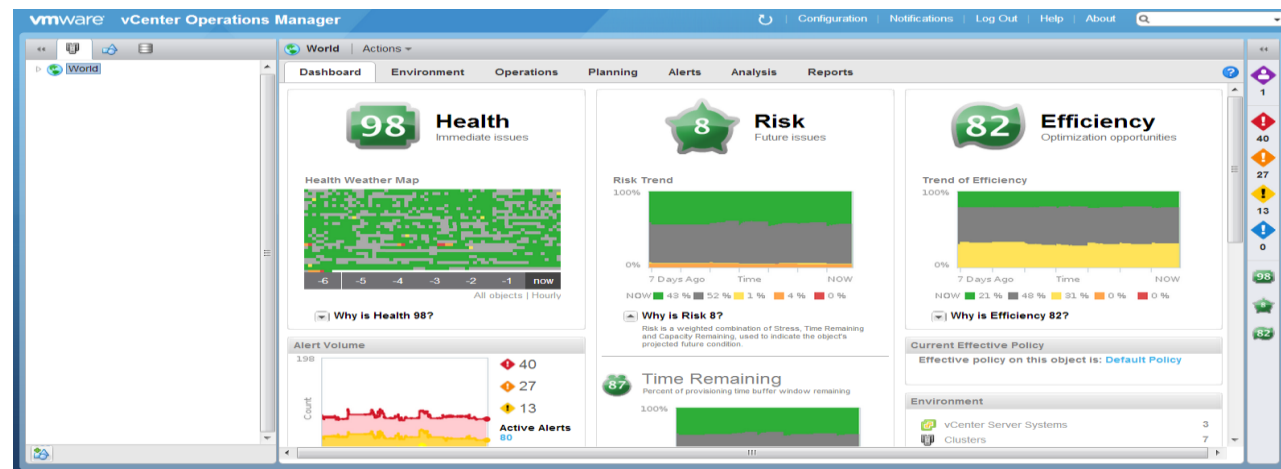 vmware vCenter Operations Manager
Configuration | Notifications | Log Out | Help | About
World
World Actions
Dashboard Environment Operations Planning Alerts Analysis Reports
98 Health
Immediate issues
Health Weather Map
-6 -5 -4 -3 -2 -1 now
All objects | Hourly
Why is Health 98?
Alert Volume
198
Count
40
27
13
Active Alerts
80
8 Risk
Future issues
Risk Trend
100%
0%
7 Days Ago Time NOW
NOW 43 % 52 % 1 % 4 % 0 %
Why is Risk 8?
Risk is a weighted combination of Stress, Time Remaining
and Capacity Remaining, used to indicate the object's
projected future condition.
87 Time Remaining
Percent of provisioning time buffer window remaining
100%
82 Efficiency
Optimization opportunities
Trend of Efficiency
100%
0%
7 Days Ago Time NOW
NOW 21 % 48 % 31 % 0 % 0 %
Why is Efficiency 82?
Current Effective Policy
Effective policy on this object is: Default Policy
Environment
vCenter Server Systems 3
Clusters 7
1
40
27
13
0
98
8
82